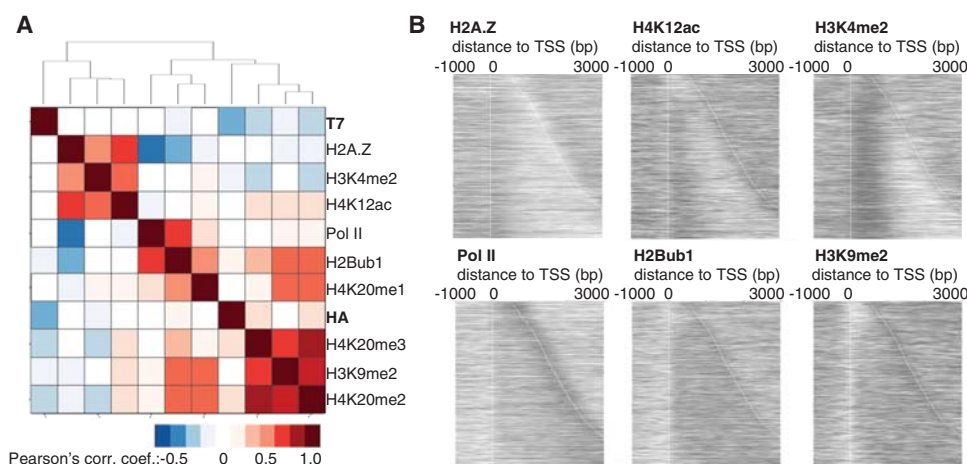 A
T7
H2A.Z
H3K4me2
H4K12ac
Pol II
H2Bub1
H4K20me1
HA
H4K20me3
H3K9me2
H4K20me2
Pearson's corr. coef.:-0.5 0 0.5 1.0
B
H2A.Z H4K12ac H3K4me2
distance to TSS (bp) distance to TSS (bp) distance to TSS (bp)
-1000 0 3000 -1000 0 3000 -1000 0 3000
Pol II H2Bub1 H3K9me2
distance to TSS (bp) distance to TSS (bp) distance to TSS (bp)
-1000 0 3000 -1000 0 3000 -1000 0 3000